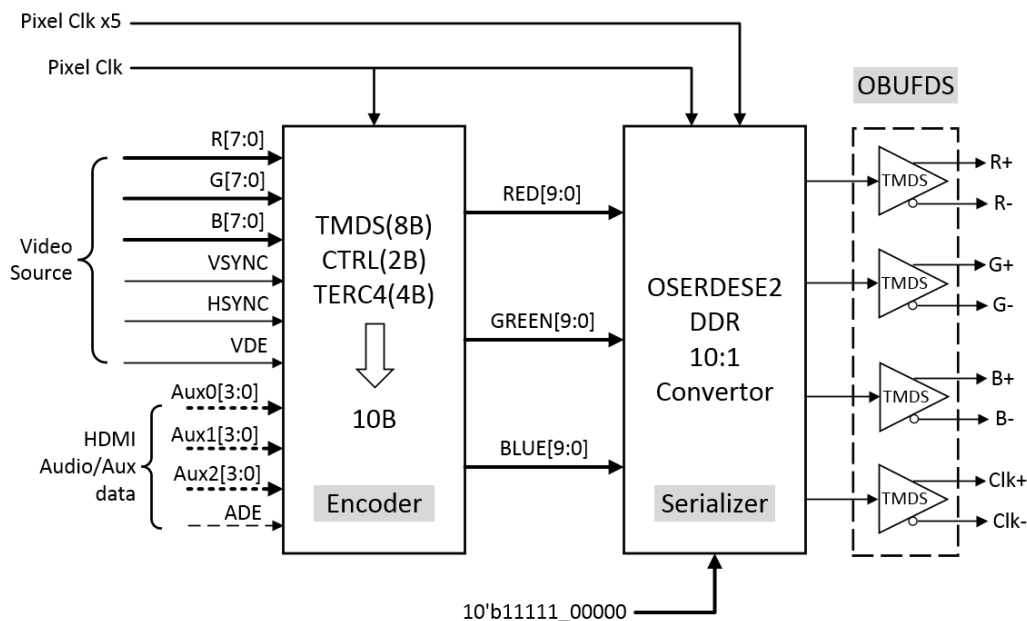 Pixel Clk x5
Pixel Clk
OBUFDS
R[7:0]
G[7:0]
B[7:0]
VSYNC
HSYNC
VDE
Video
Source
Aux0[3:0]
Aux1[3:0]
Aux2[3:0]
ADE
HDMI
Audio/Aux
data
TMDS(8B)
CTRL(2B)
TERC4(4B)
10B
Encoder
RED[9:0]
GREEN[9:0]
BLUE[9:0]
OSERDESE2
DDR
10:1
Convertor
Serializer
10'b11111_00000
TMDS
R+
R-
TMDS
G+
G-
TMDS
B+
B-
TMDS
Clk+
Clk-